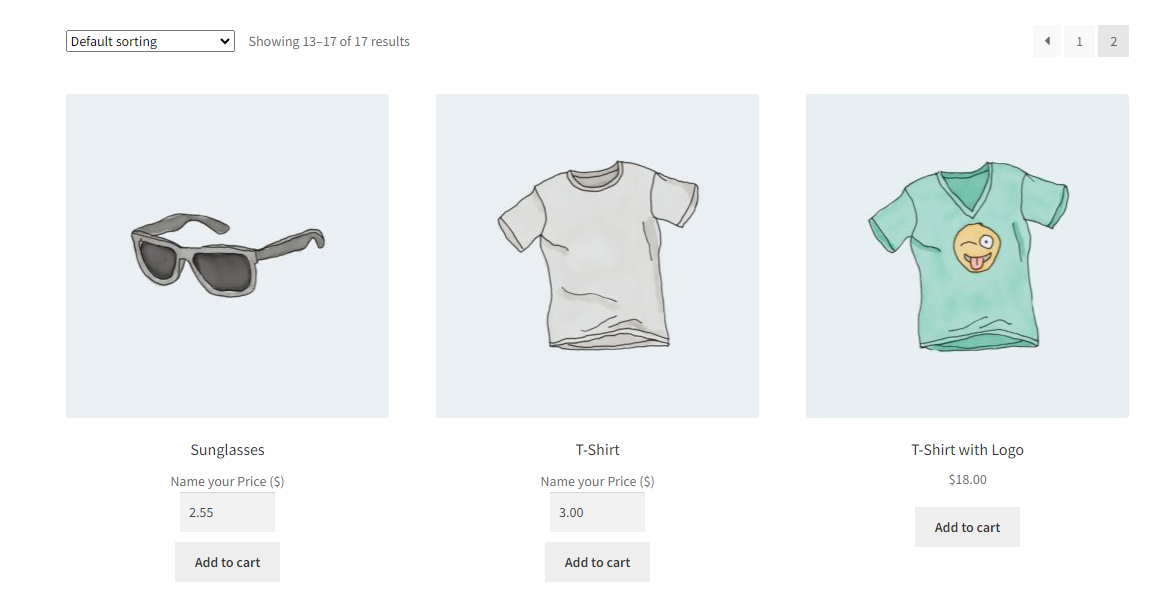 Default sorting
Showing 13–17 of 17 results
1
2
Sunglasses
T-Shirt
T-Shirt with Logo
Name your Price ($)
Name your Price ($)
$18.00
2.55
3.00
Add to cart
Add to cart
Add to cart